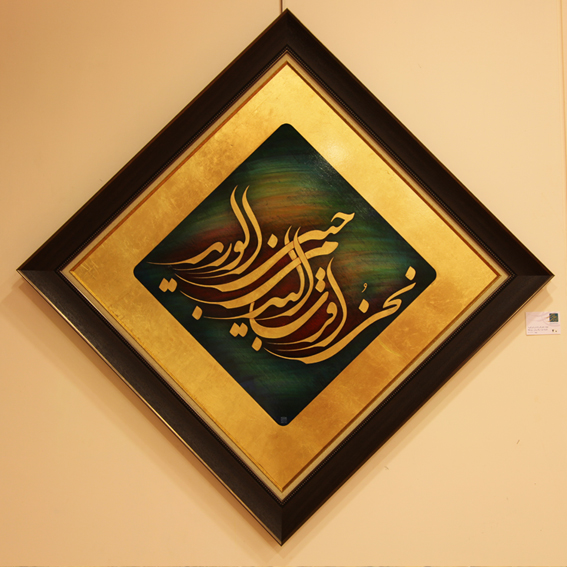 نحن اقرب الیه من حبل الورید